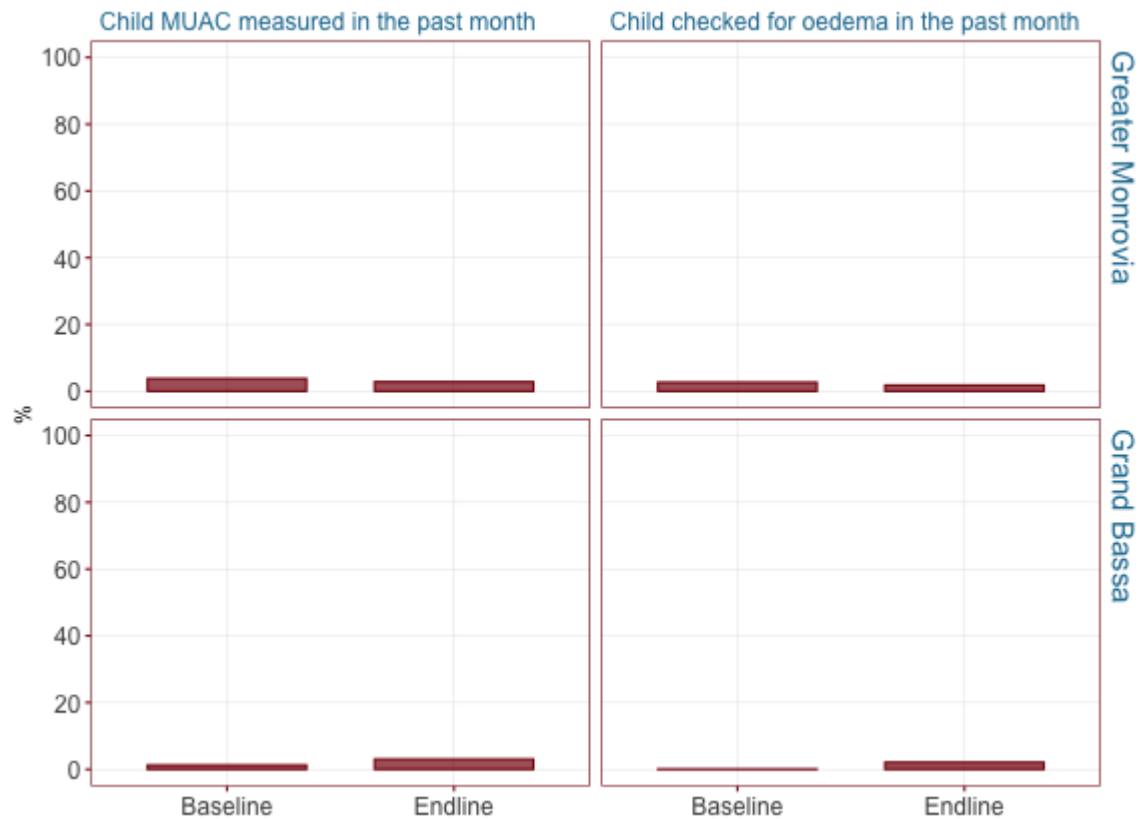 Child MUAC measured in the past month
Child checked for oedema in the past month
100
80
60
40
20
0
Greater Monrovia
%
100
80
60
40
20
0
Grand Bassa
Baseline
Endline
Baseline
Endline